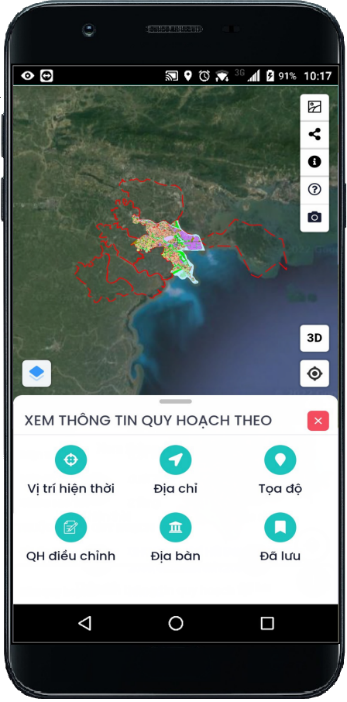 3G 91% 10:17
3D
XEM THÔNG TIN QUY HOẠCH THEO
Vị trí hiện thời Địa chỉ Tọa độ
QH điều chỉnh Địa bàn Đã lưu